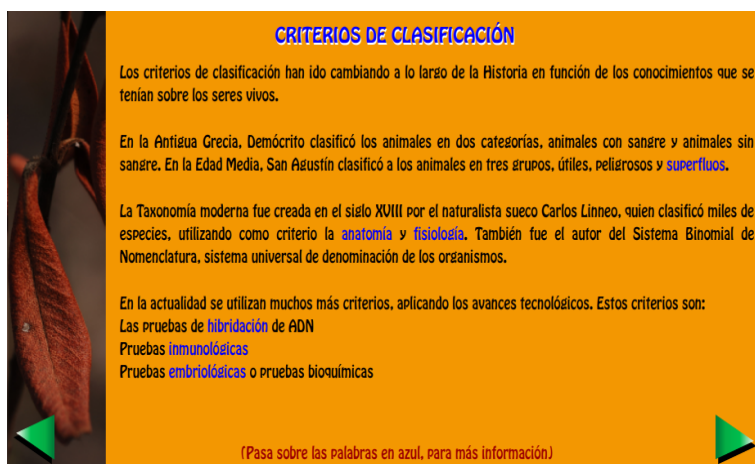 CRITERIOS DE CLASIFICACIÓN
Los criterios de clasificación han ido cambiando a lo largo de la Historia en función de los conocimientos que se
tenían sobre los seres vivos.
En la Antigua Grecia, Demócrito clasificó los animales en dos categorías, animales con sangre y animales sin
sangre. En la Edad Media, San Agustín clasificó a los animales en tres grupos, útiles, peligrosos y superfluos.
La Taxonomía moderna fue creada en el siglo XVIII por el naturalista sueco Carlos Linneo, quien clasificó miles de
especies, utilizando como criterio la anatomía y fisiología. También fue el autor del Sistema Binomial de
Nomenclatura, sistema universal de denominación de los organismos.
En la actualidad se utilizan muchos más criterios, aplicando los avances tecnológicos. Estos criterios son:
Las pruebas de hibridación de ADN
Pruebas inmunológicas
Pruebas embriológicas o pruebas bioquímicas
(Pasa sobre las palabras en azul, para más información)